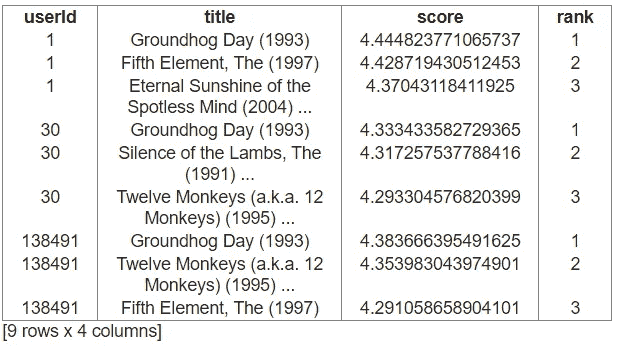 userId title score rank
1 Groundhog Day (1993) 4.444823771065737 1
1 Fifth Element, The (1997) 4.428719430512453 2
1 Eternal Sunshine of the 4.37043118411925 3
Spotless Mind (2004) ...
30 Groundhog Day (1993) 4.333433582729365 1
30 Silence of the Lambs, The 4.317257537788416 2
(1991) ...
30 Twelve Monkeys (a.k.a. 12 4.293304576820399 3
Monkeys) (1995) ...
138491 Groundhog Day (1993) 4.383666395491625 1
138491 Twelve Monkeys (a.k.a. 12 4.353983043974901 2
Monkeys) (1995) ...
138491 Fifth Element, The (1997) 4.291058658904101 3
[9 rows x 4 columns]